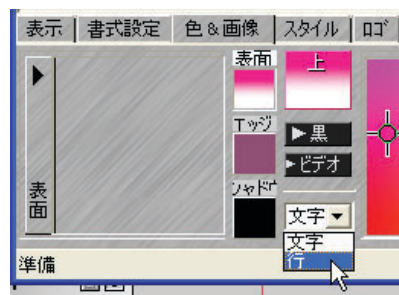 表示 書式設定 色&画像 スタイル ロゴ
表面
上
エッジ
▶黒
▶ビデオ
シャドウ
表面
文字
文字
行
準備